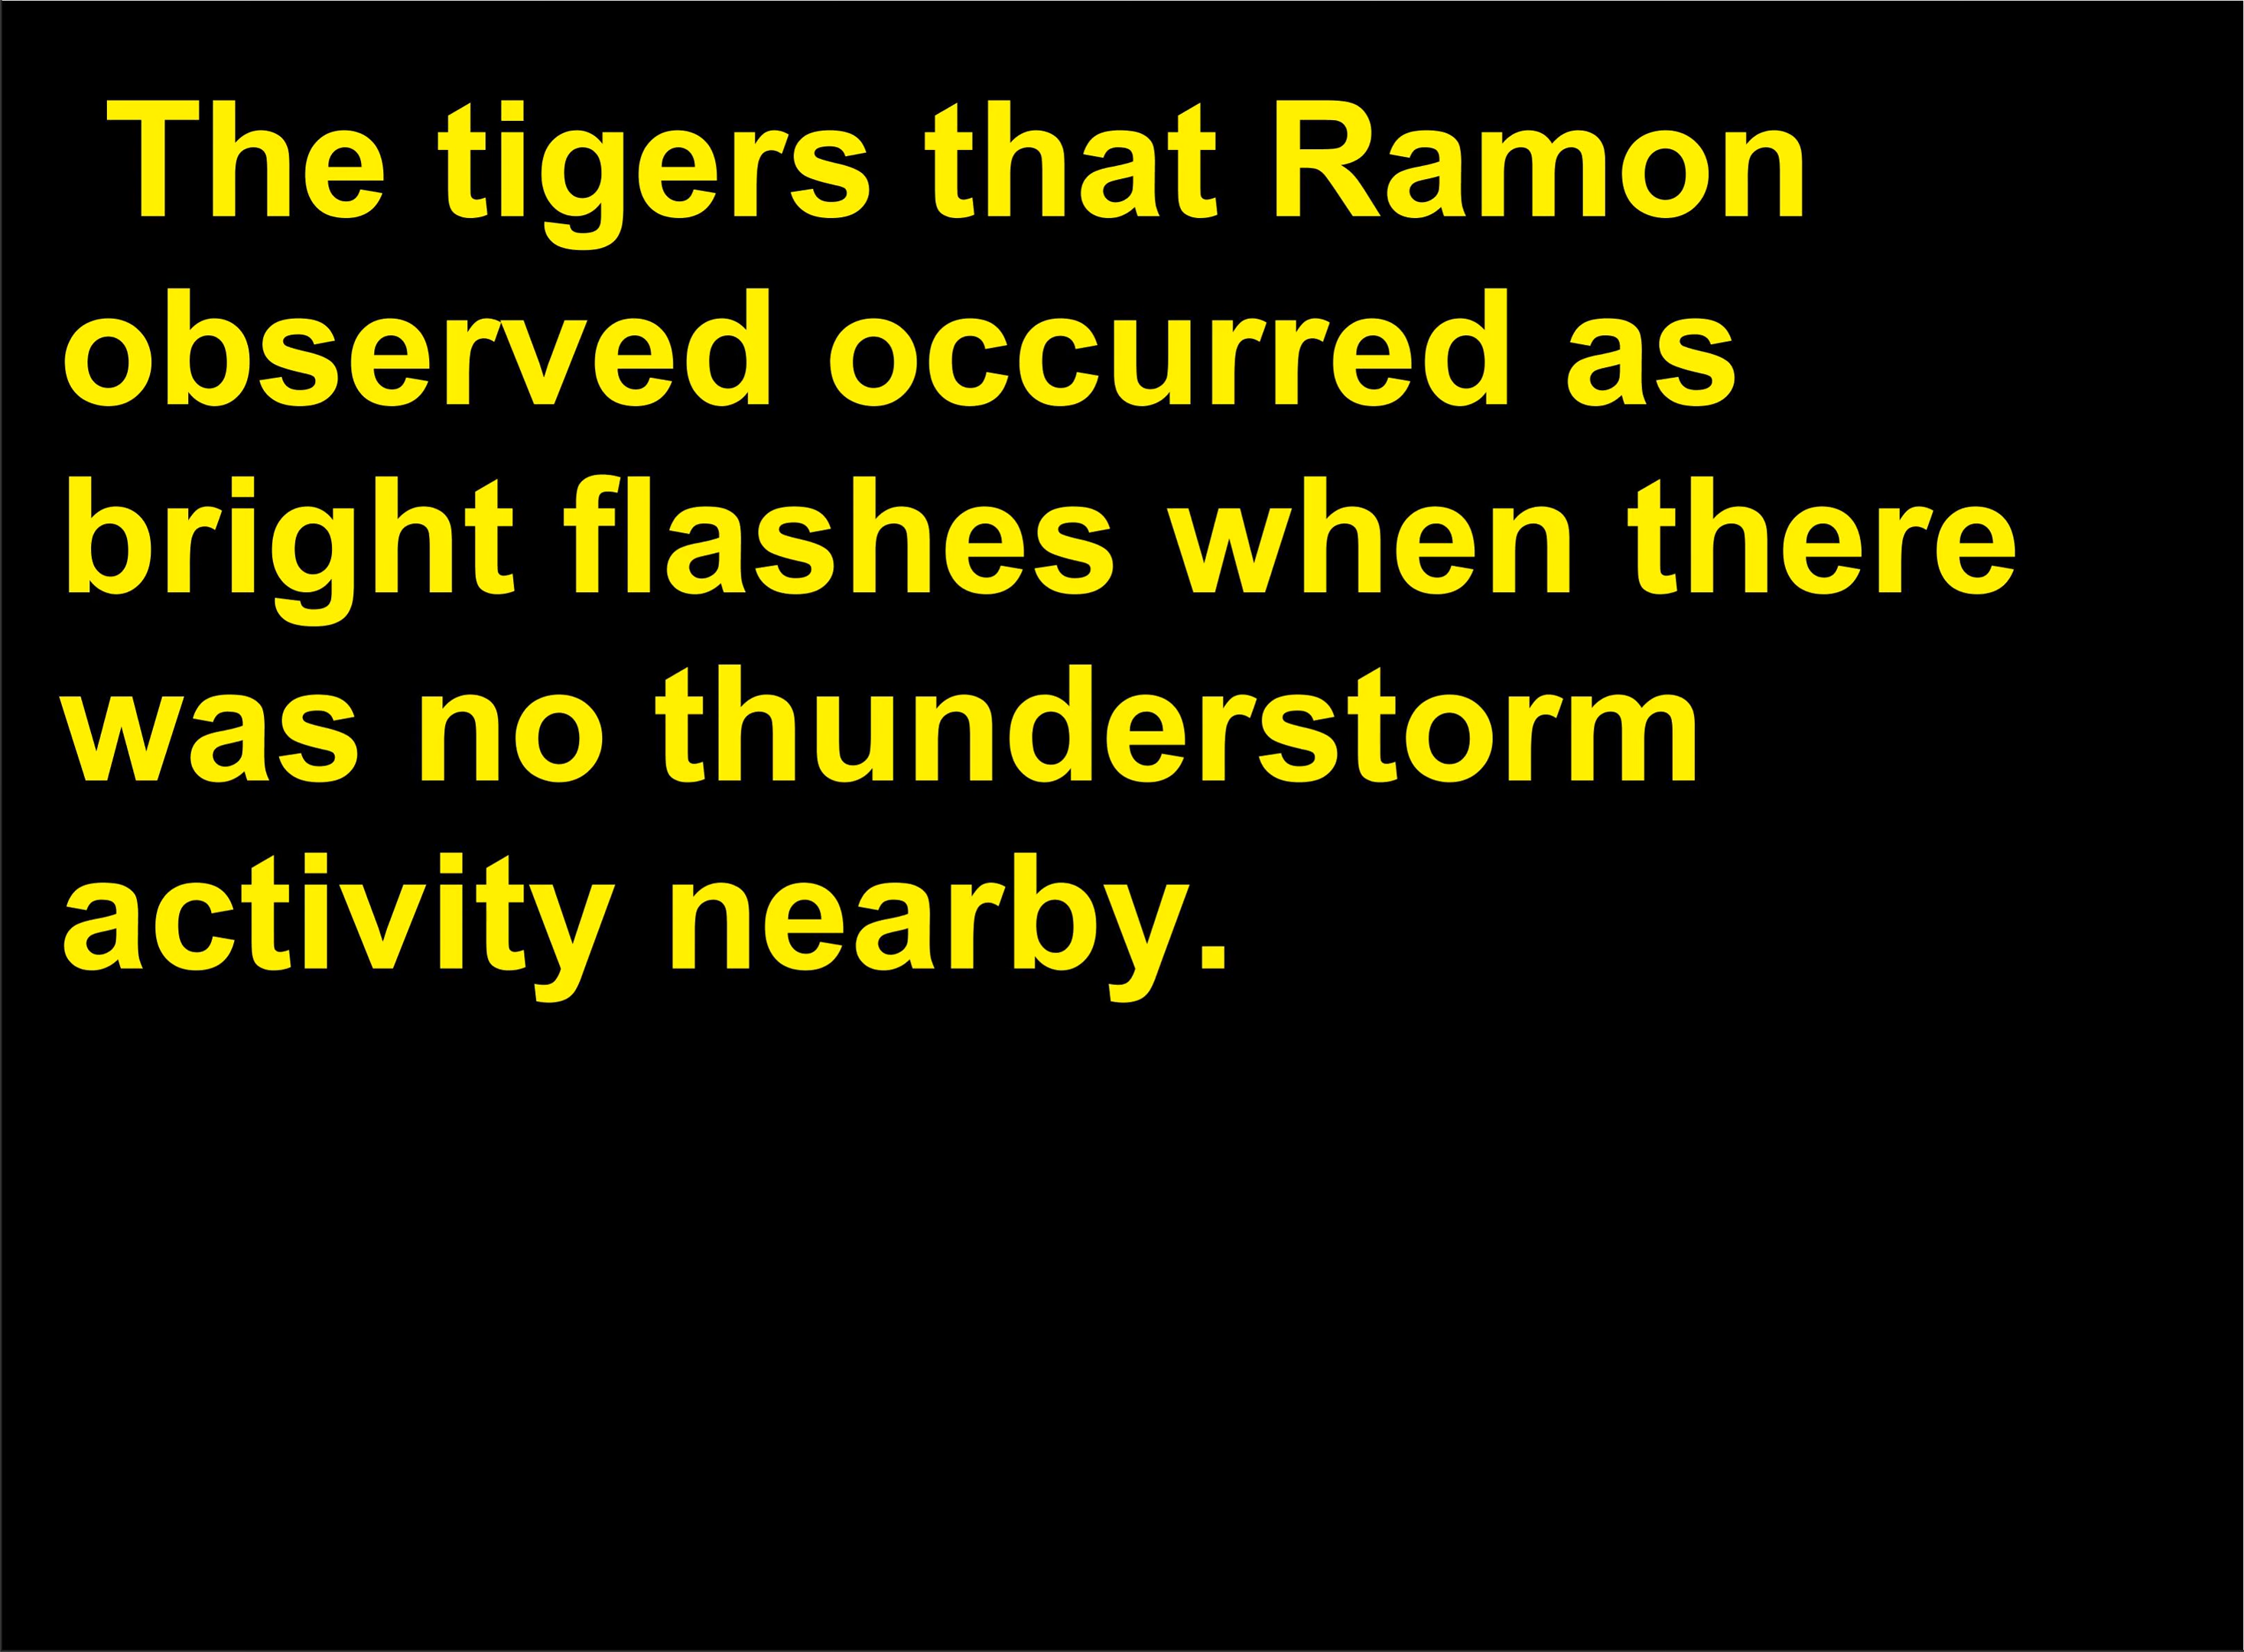 The tigers that Ramon
observed occurred as
bright flashes when there
was no thunderstorm
activity nearby.